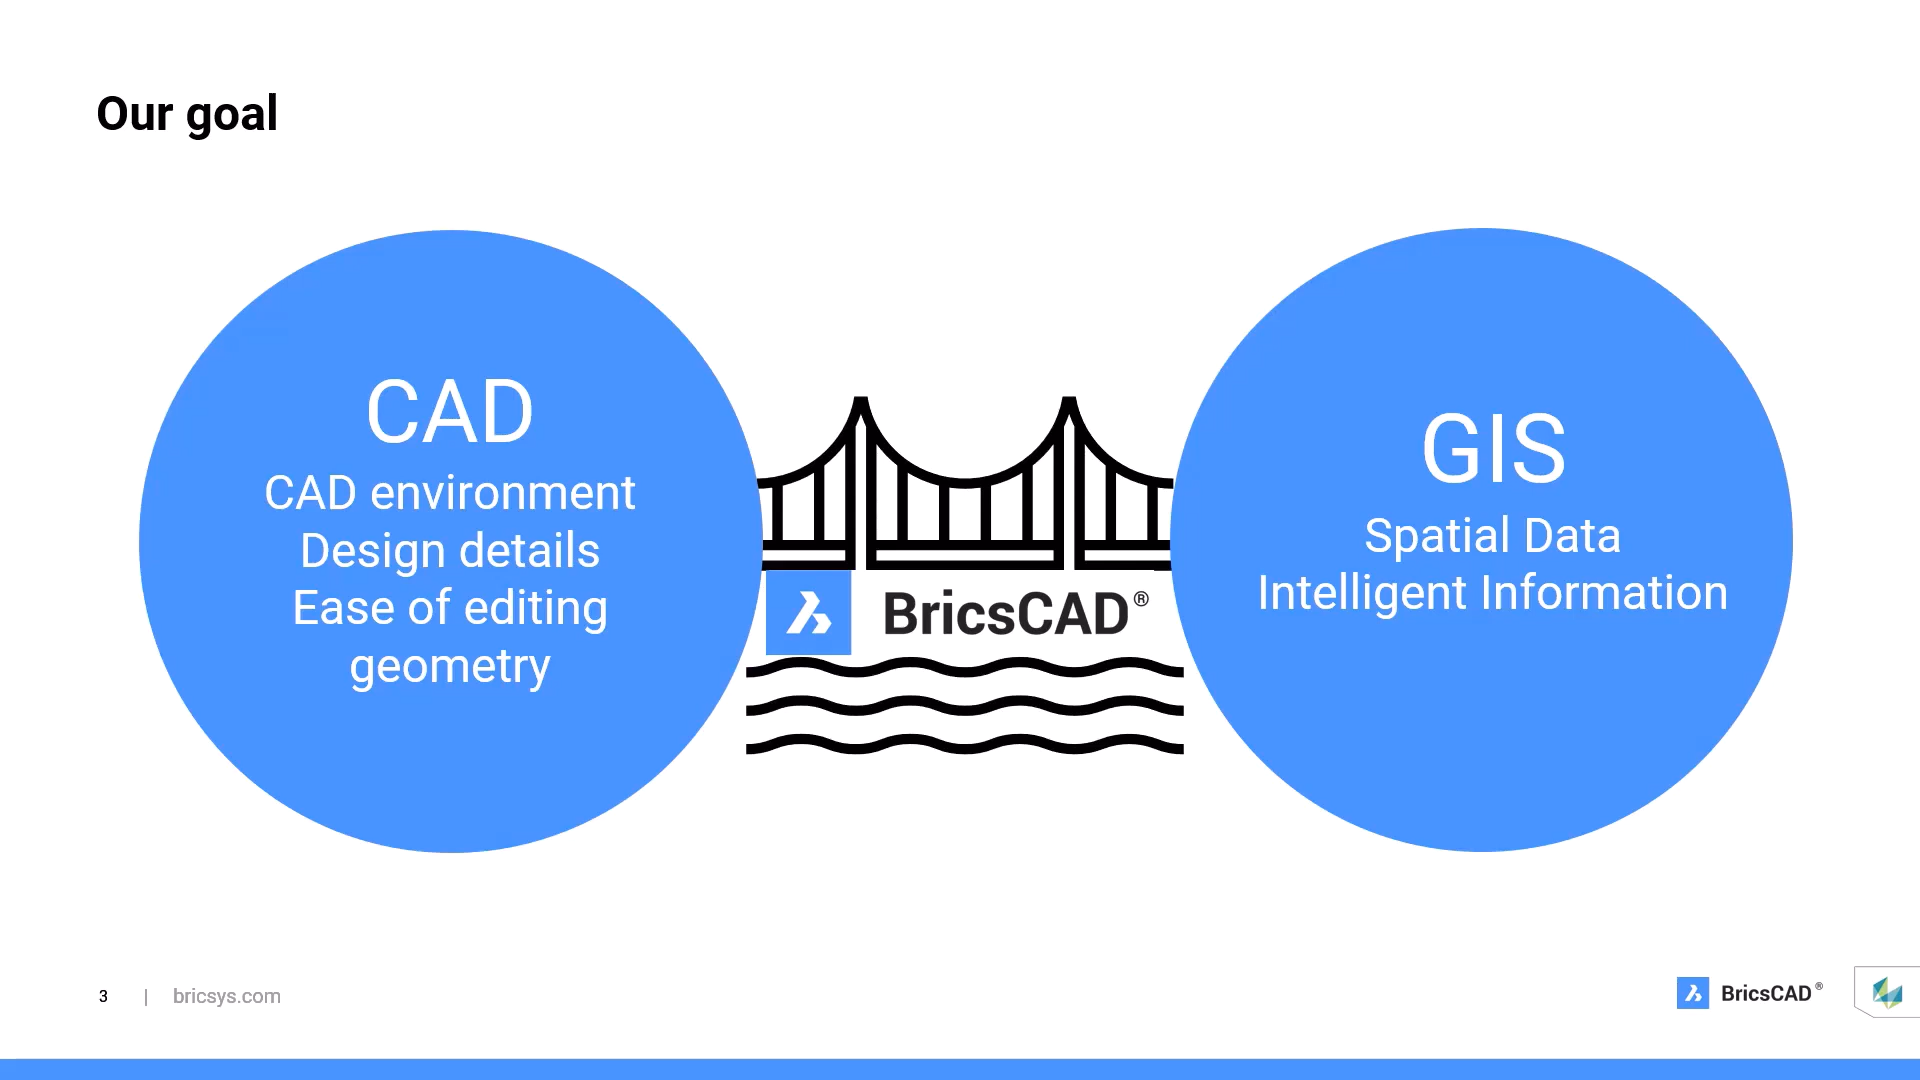 Our goal
CAD
CAD environment
Design details
Ease of editing
geometry
BricsCAD®
GIS
Spatial Data
Intelligent Information
3 | bricsys.com
BricsCAD®